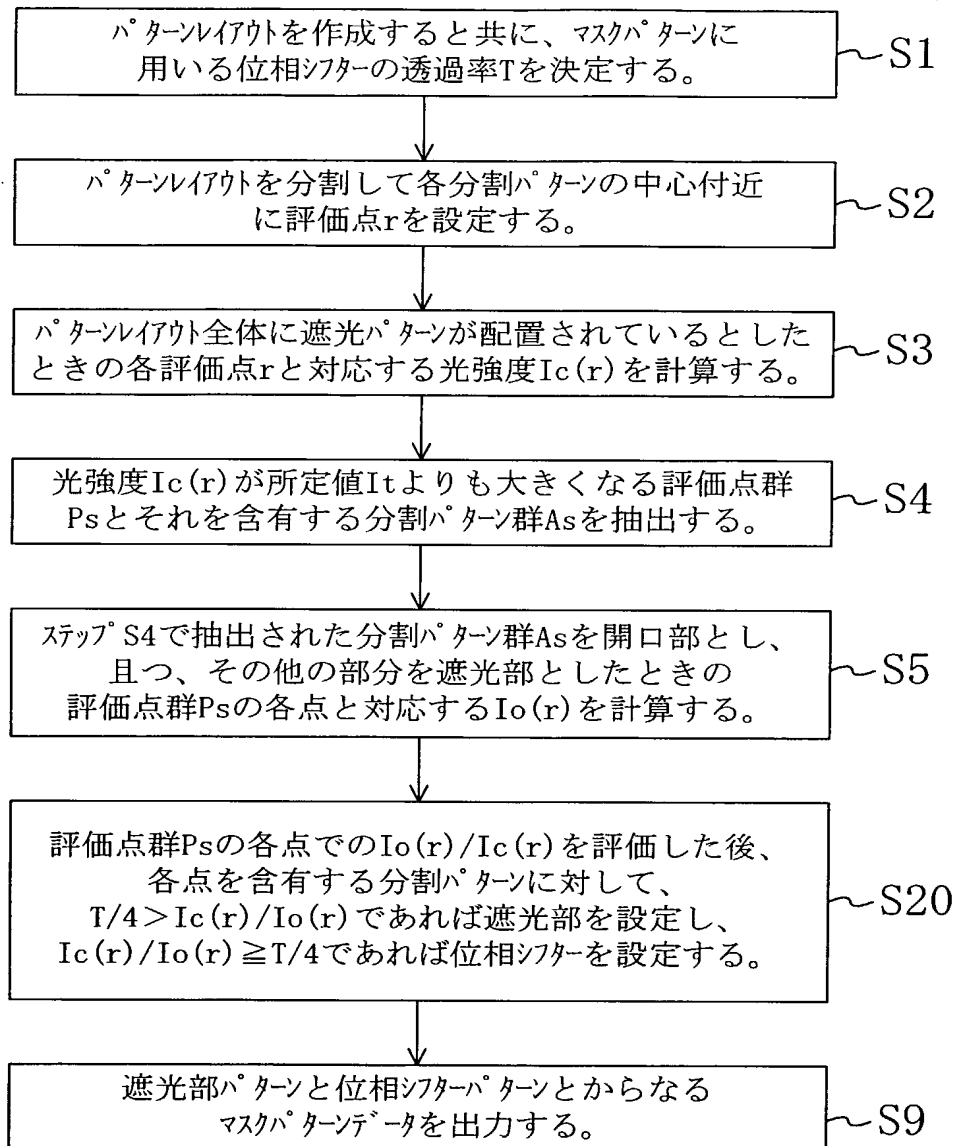 パターンレイアウトを作成すると共に、マスクパターンに
用いる位相シフターの透過率Tを決定する。
S1
パターンレイアウトを分割して各分割パターンの中心付近
に評価点rを設定する。
S2
パターンレイアウト全体に遮光パターンが配置されているとした
ときの各評価点rと対応する光強度Ic(r)を計算する。
S3
光強度Ic(r)が所定値Itよりも大きくなる評価点群
Psとそれを含有する分割パターン群Asを抽出する。
S4
ステップS4で抽出された分割パターン群Asを開口部とし、
且つ、その他の部分を遮光部としたときの
評価点群Psの各点と対応するIo(r)を計算する。
S5
評価点群Psの各点でのIo(r)/Ic(r)を評価した後、
各点を含有する分割パターンに対して、
T/4>Ic(r)/Io(r)であれば遮光部を設定し、
Ic(r)/Io(r)≧T/4であれば位相シフターを設定する。
S20
遮光部パターンと位相シフターパターンとからなる
マスクパターンデータを出力する。
S9